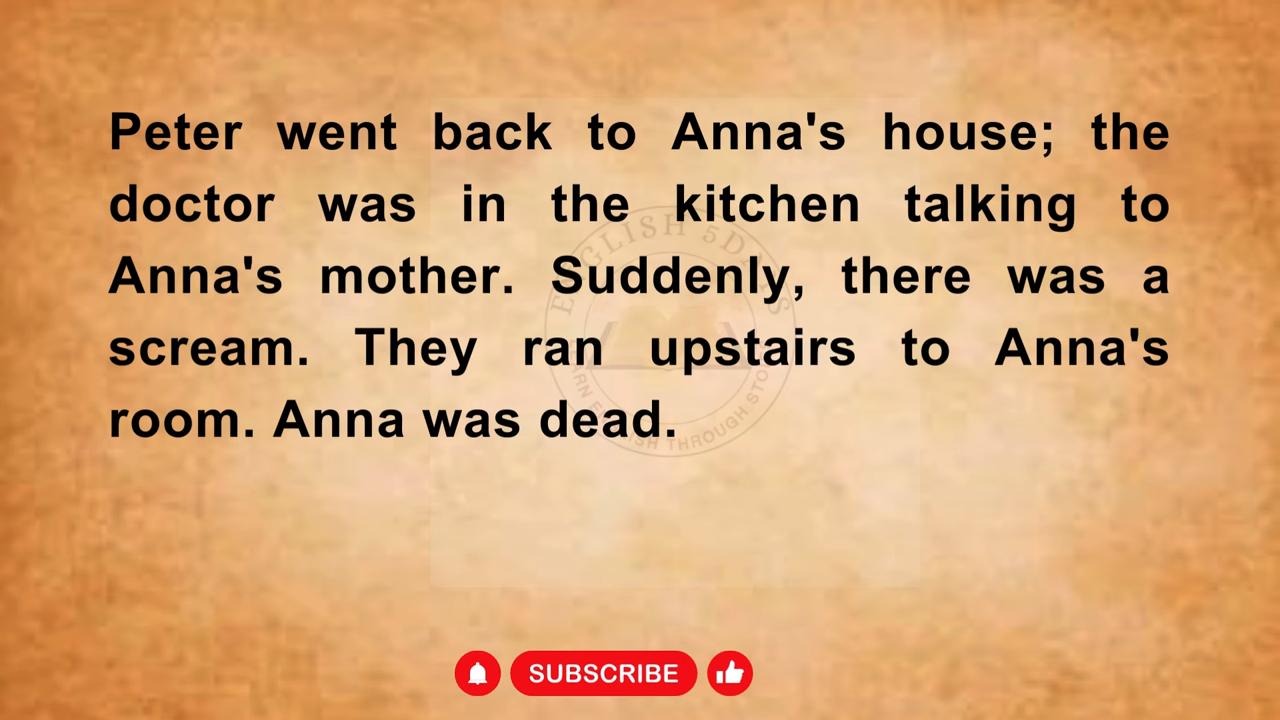 Peter went back to Anna's house; the
doctor was in the kitchen talking to
Anna's mother. Suddenly, there was a
scream. They ran upstairs to Anna's
room. Anna was dead.
SUBSCRIBE